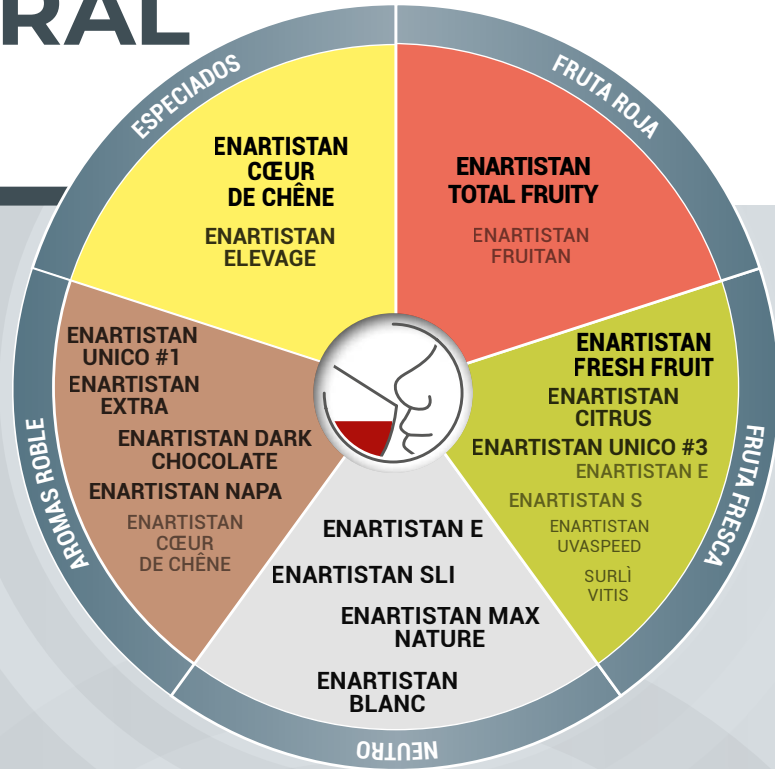 RAL
ESPECIADOS
ENARTISTAN
CŒUR
DE CHÊNE
ENARTISTAN
ELEVAGE
FRUTA ROJA
ENARTISTAN
TOTAL FRUITY
ENARTISTAN
FRUITAN
FRUTA FRESCA
ENARTISTAN
FRESH FRUIT
ENARTISTAN
CITRUS
ENARTISTAN UNICO #3
ENARTISTAN E
ENARTISTAN S
ENARTISTAN
UVASPEED
SURLÌ
VITIS
NEUTRO
ENARTISTAN E
ENARTISTAN SLI
ENARTISTAN MAX
NATURE
ENARTISTAN
BLANC
AROMAS ROBLE
ENARTISTAN
UNICO #1
ENARTISTAN
EXTRA
ENARTISTAN DARK
CHOCOLATE
ENARTISTAN NAPA
ENARTISTAN
CŒUR
DE CHÊNE